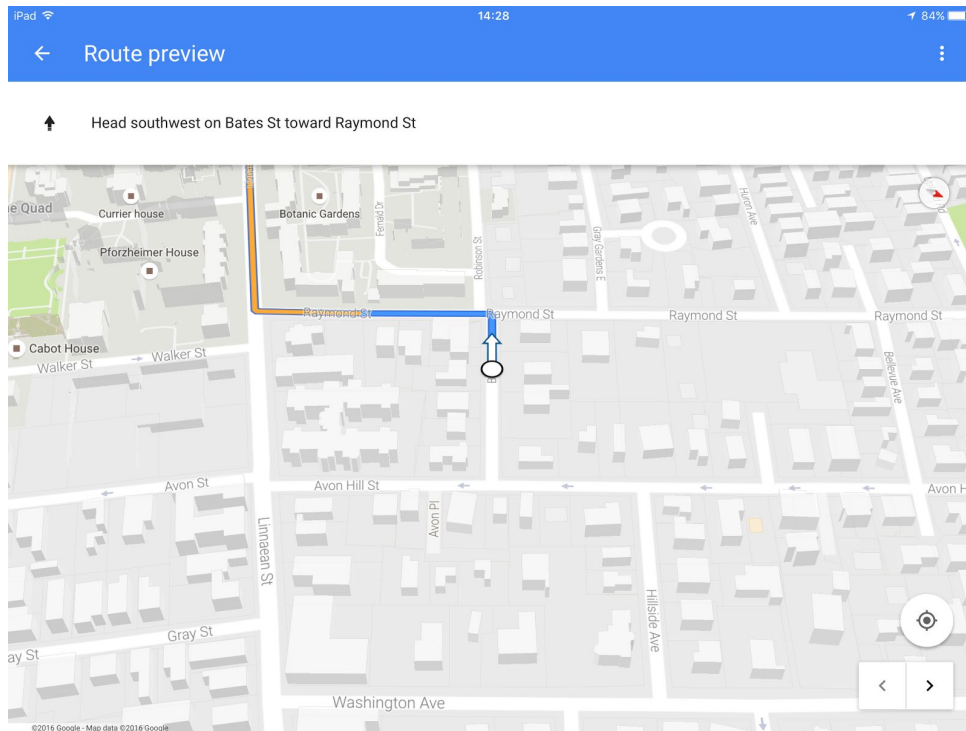 iPad 14:28 84%
Route preview
Head southwest on Bates St toward Raymond St
e Quad
Currier house
Botanic Gardens
Fernald Dr
Huron Ave
Robinson St
Gray Gardens E
Pforzheimer House
Raymond St
Raymond St
Raymond St
Raymond St
Cabot House
Walker St
Walker St
Bellevue Ave
B
Avon St
Avon Hill St
Avon H
Avon Pl
Linnaean St
Hillside Ave
Gray St
ay St
Washington Ave
©2016 Google - Map data ©2016 Google